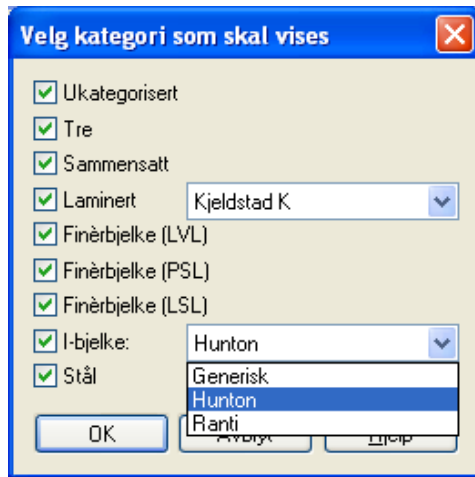 Velg kategori som skal vises
Ukategorisert
Tre
Sammensatt
Laminert Kjeldstad K
Finèrbjelke (LVL)
Finèrbjelke (PSL)
Finèrbjelke (LSL)
I-bjelke: Hunton
Stål Generisk
Hunton
Ranti
OK